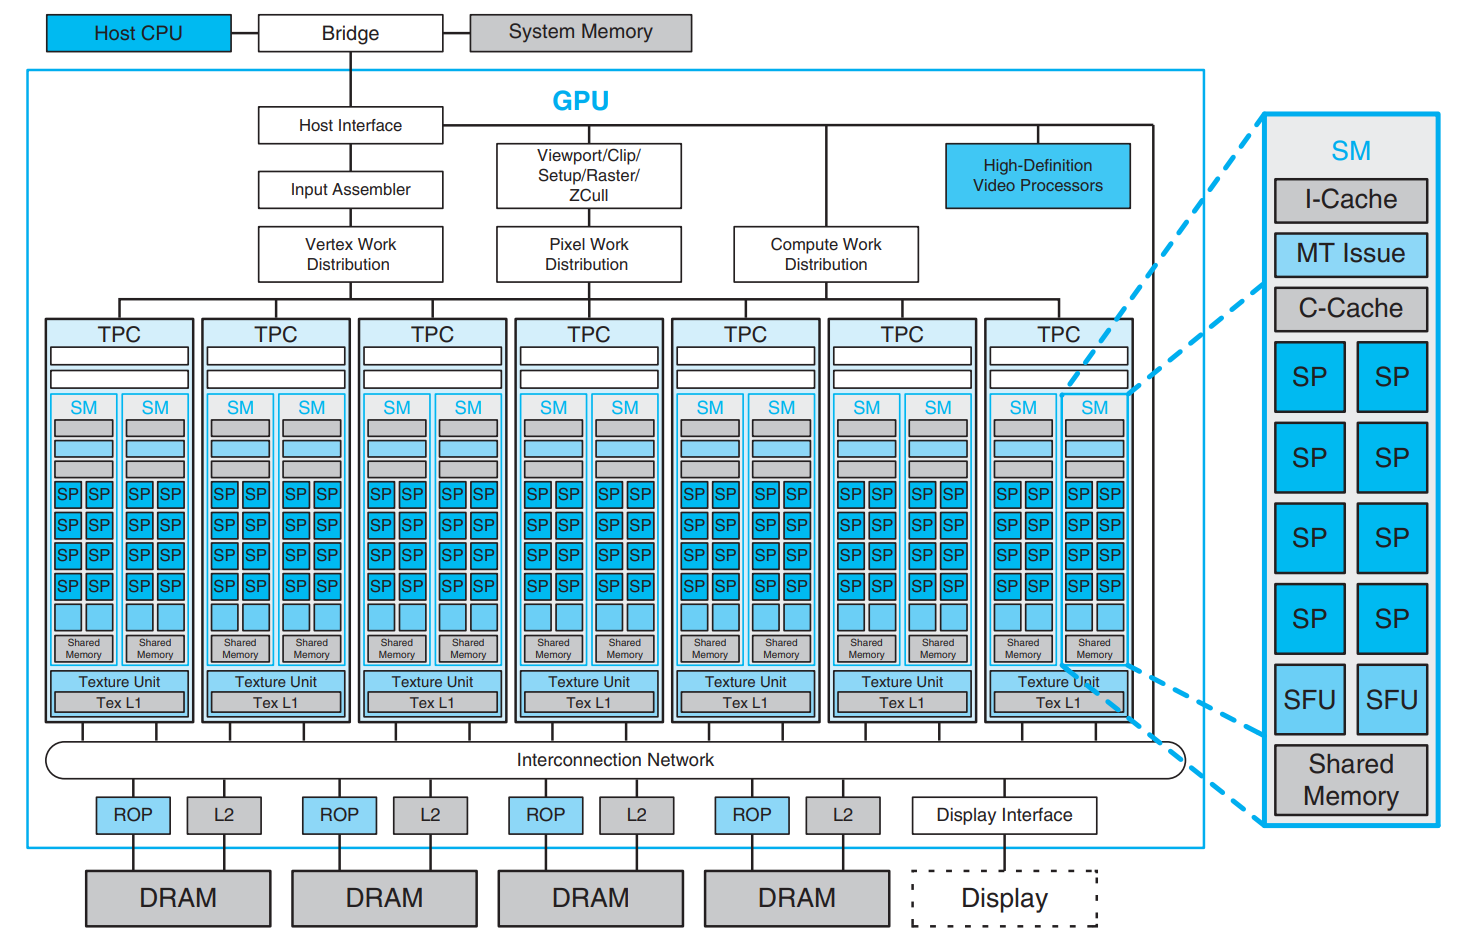 Host CPU
Bridge
System Memory
GPU
Host Interface
Input Assembler
Viewport/Clip/
Setup/Raster/
ZCull
High-Definition
Video Processors
Vertex Work
Distribution
Pixel Work
Distribution
Compute Work
Distribution
TPC TPC TPC TPC TPC TPC TPC
SM SM SM SM SM SM SM SM SM SM SM SM SM SM
SP SP SP SP SP SP SP SP SP SP SP SP SP SP SP SP SP SP SP SP SP SP SP SP SP SP SP SP
SP SP SP SP SP SP SP SP SP SP SP SP SP SP SP SP SP SP SP SP SP SP SP SP SP SP SP SP
SP SP SP SP SP SP SP SP SP SP SP SP SP SP SP SP SP SP SP SP SP SP SP SP SP SP SP SP
SP SP SP SP SP SP SP SP SP SP SP SP SP SP SP SP SP SP SP SP SP SP SP SP SP SP SP SP
Shared Shared Shared Shared Shared Shared Shared Shared Shared Shared Shared Shared Shared Shared
Memory Memory Memory Memory Memory Memory Memory Memory Memory Memory Memory Memory Memory Memory
Texture Unit Texture Unit Texture Unit Texture Unit Texture Unit Texture Unit Texture Unit
Tex L1 Tex L1 Tex L1 Tex L1 Tex L1 Tex L1 Tex L1
Interconnection Network
ROP L2 ROP L2 ROP L2 ROP L2 Display Interface
DRAM DRAM DRAM DRAM Display
SM
I-Cache
MT Issue
C-Cache
SP SP
SP SP
SP SP
SP SP
SFU SFU
Shared
Memory